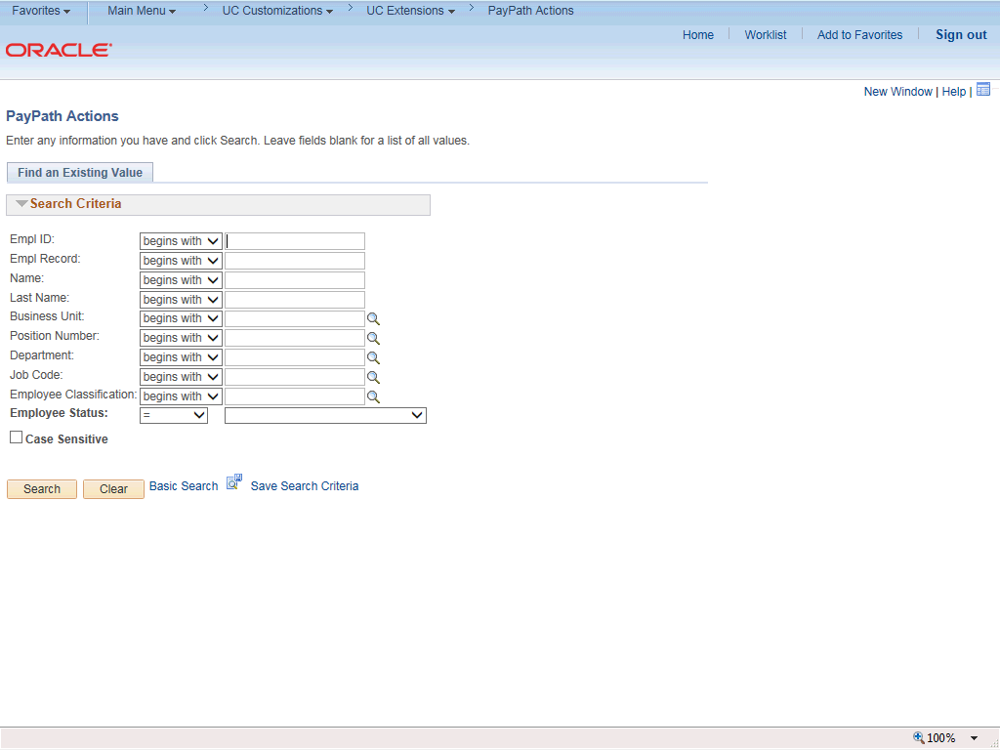 Favorites Main Menu > UC Customizations > UC Extensions > PayPath Actions
Home Worklist Add to Favorites Sign out
ORACLE
New Window | Help |
PayPath Actions
Enter any information you have and click Search. Leave fields blank for a list of all values.
Find an Existing Value
Search Criteria
Empl ID: begins with
Empl Record: begins with
Name: begins with
Last Name: begins with
Business Unit: begins with
Position Number: begins with
Department: begins with
Job Code: begins with
Employee Classification: begins with
Employee Status: =
Case Sensitive
Search Clear Basic Search Save Search Criteria
100%